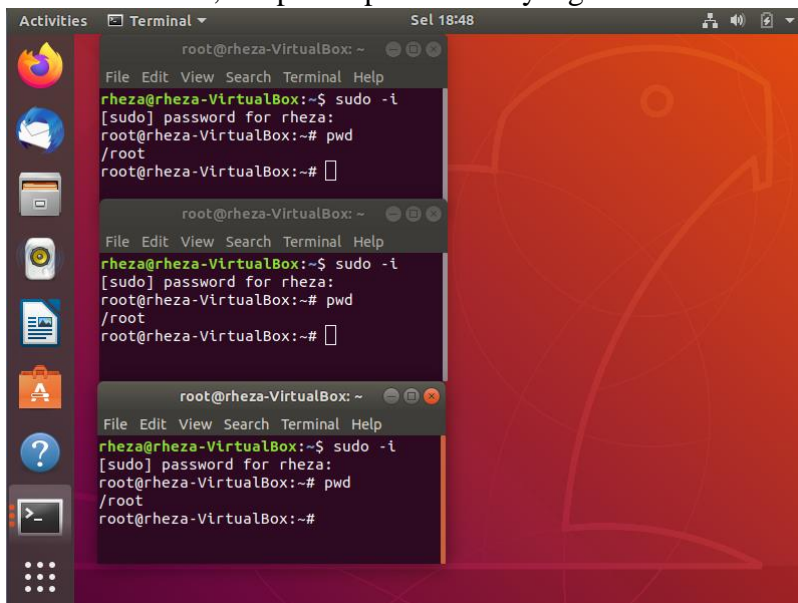 Activities Terminal Sel 18:48
root@rheza-VirtualBox: ~
File Edit View Search Terminal Help
rheza@rheza-VirtualBox:~$ sudo -i
[sudo] password for rheza:
root@rheza-VirtualBox:~# pwd
/root
root@rheza-VirtualBox:~#
root@rheza-VirtualBox: ~
File Edit View Search Terminal Help
rheza@rheza-VirtualBox:~$ sudo -i
[sudo] password for rheza:
root@rheza-VirtualBox:~# pwd
/root
root@rheza-VirtualBox:~#
root@rheza-VirtualBox: ~
File Edit View Search Terminal Help
rheza@rheza-VirtualBox:~$ sudo -i
[sudo] password for rheza:
root@rheza-VirtualBox:~# pwd
/root
root@rheza-VirtualBox:~#